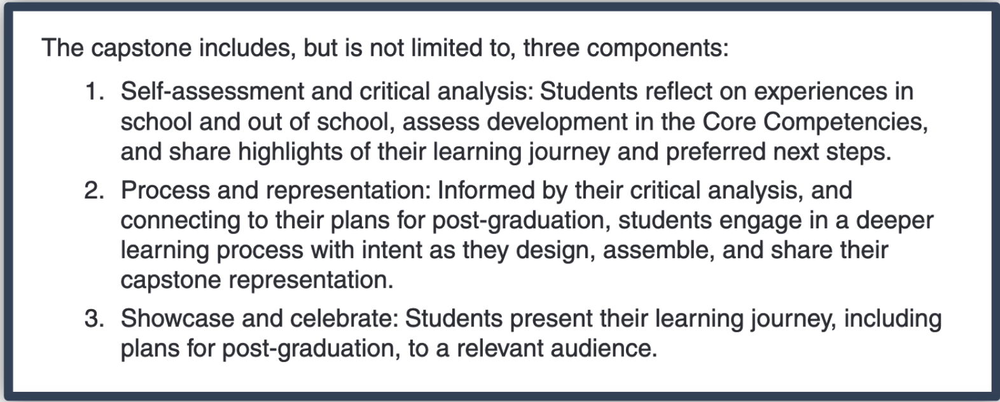 The capstone includes, but is not limited to, three components:
1. Self-assessment and critical analysis: Students reflect on experiences in
school and out of school, assess development in the Core Competencies,
and share highlights of their learning journey and preferred next steps.
2. Process and representation: Informed by their critical analysis, and
connecting to their plans for post-graduation, students engage in a deeper
learning process with intent as they design, assemble, and share their
capstone representation.
3. Showcase and celebrate: Students present their learning journey, including
plans for post-graduation, to a relevant audience.